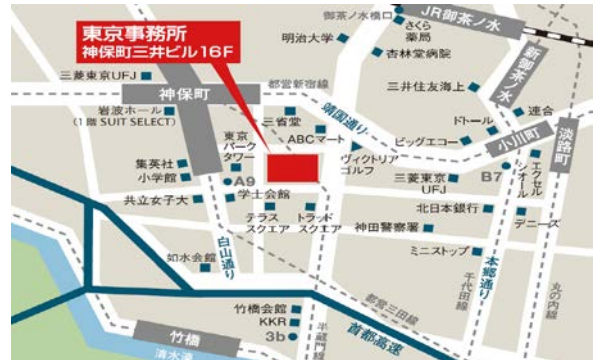 東京事務所
神保町三井ビル16F
御茶ノ水橋口
さくら
薬局
JR御茶ノ水
明治大学
杏林堂病院
新御茶ノ水
三菱東京UFJ
都営新宿線
靖国通り
三井住友海上
神保町
岩波ホール
(1階 SUIT SELECT)
三省堂
ABCマート
ドトール
連合
小川町
淡路町
ビッグエコー
東京
パーク
タワー
ヴィクトリア
ゴルフ
集英社
小学館
A9
三菱東京
UFJ
B7
エクセル
シオール
共立女子大
学士会館
北日本銀行
テラス
スクエア
トラッド
スクエア
神田警察署
デニーズ
白山通り
如水会館
ミニストップ
本郷通り
千代田線
丸の内線
都営三田線
竹橋会館
KKR
3b
半蔵門線
首都高速
竹橋
清水濠